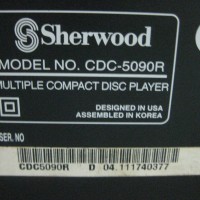 Sherwood
MODEL NO. CDC-5090R
MULTIPLE COMPACT DISC PLAYER
DESIGNED IN USA
ASSEMBLED IN KOREA
SER. NO
CDC5090R D 04.111740377